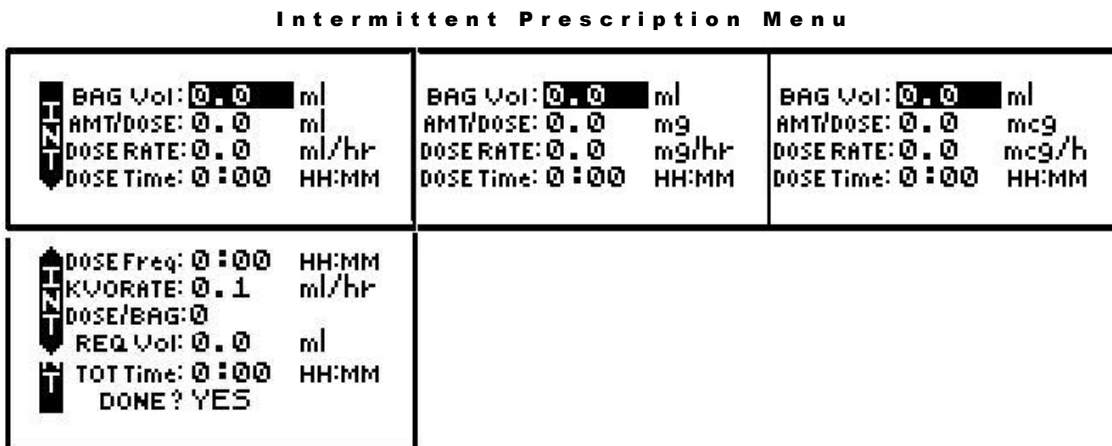 Intermittent Prescription Menu
INT
BAG Vol: 0.0 ml
AMT/DOSE: 0.0 ml
DOSE RATE: 0.0 ml/hr
DOSE Time: 0:00 HH:MM
BAG Vol: 0.0 ml
AMT/DOSE: 0.0 mg
DOSE RATE: 0.0 mg/hr
DOSE Time: 0:00 HH:MM
BAG Vol: 0.0 ml
AMT/DOSE: 0.0 mcg
DOSE RATE: 0.0 mcg/h
DOSE Time: 0:00 HH:MM
INT
DOSE Freq: 0:00 HH:MM
KVORATE: 0.1 ml/hr
DOSE/BAG: 0
REQ Vol: 0.0 ml
TOT Time: 0:00 HH:MM
DONE? YES